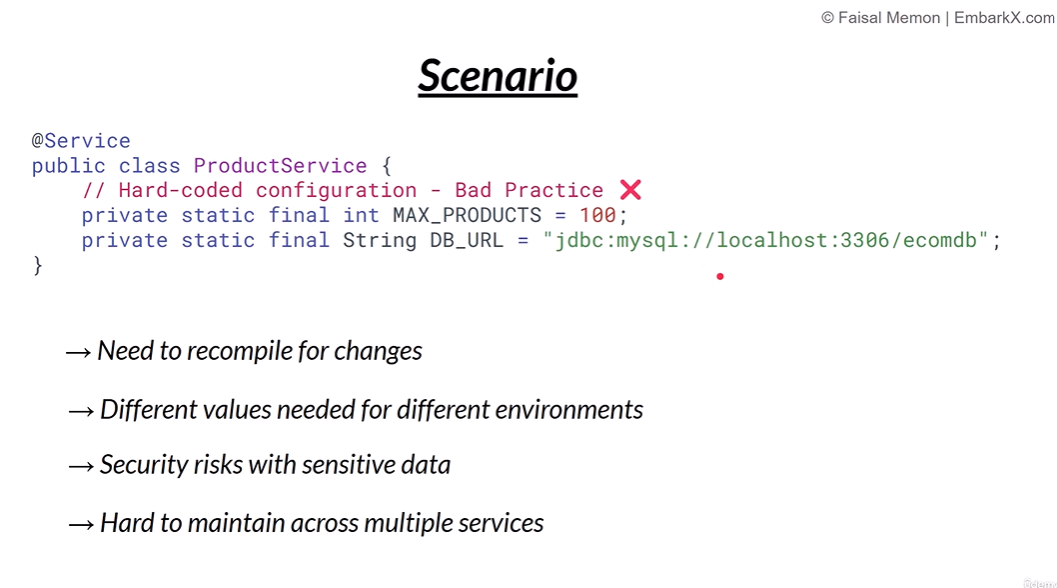 © Faisal Memon | EmbarkX.com
Scenario
@Service
public class ProductService {
// Hard-coded configuration - Bad Practice ❌
private static final int MAX_PRODUCTS = 100;
private static final String DB_URL = "jdbc:mysql://localhost:3306/ecomdb";
}
→ Need to recompile for changes
→ Different values needed for different environments
→ Security risks with sensitive data
→ Hard to maintain across multiple services